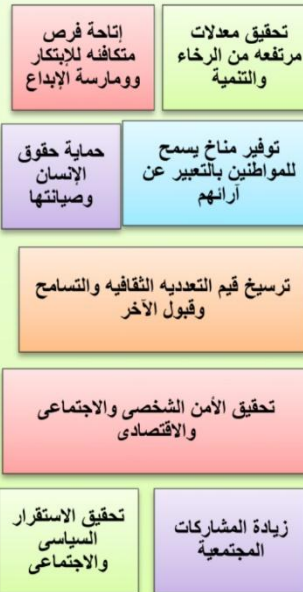 تحقيق معدلات
مرتفعه من الرخاء
والتنمية
إتاحة فرص
متكافئه للإبتكار
وومارسة الإبداع
توفير مناخ يسمح
للمواطنين بالتعبير عن
آرائهم
حماية حقوق
الإنسان
وصيانتها
ترسيخ قيم التعدديه الثقافيه والتسامح
وقبول الآخر
تحقيق الأمن الشخصى والاجتماعى
والاقتصادى
زيادة المشاركات
المجتمعية
تحقيق الاستقرار
السياسى
والاجتماعى